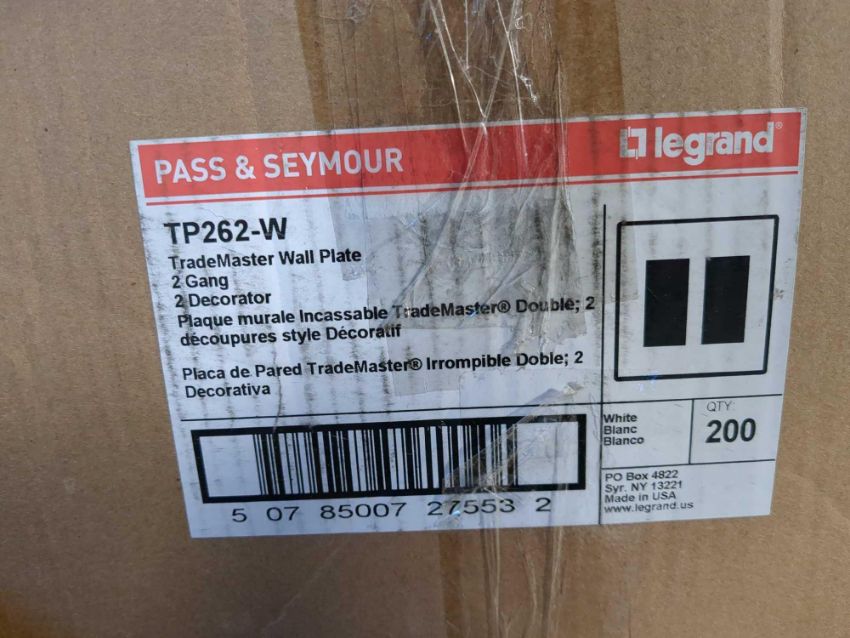 PASS & SEYMOUR
legrand®
TP262-W
TradeMaster Wall Plate
2 Gang
2 Decorator
Plaque murale Incassable TradeMaster® Double; 2
découpures style Décoratif
Placa de Pared TradeMaster® Irrompible Doble; 2
Decorativa
White
Blanc
Blanco
QTY:
200
5 07 85007 27553 2
PO Box 4822
Syr. NY 13221
Made in USA
www.legrand.us